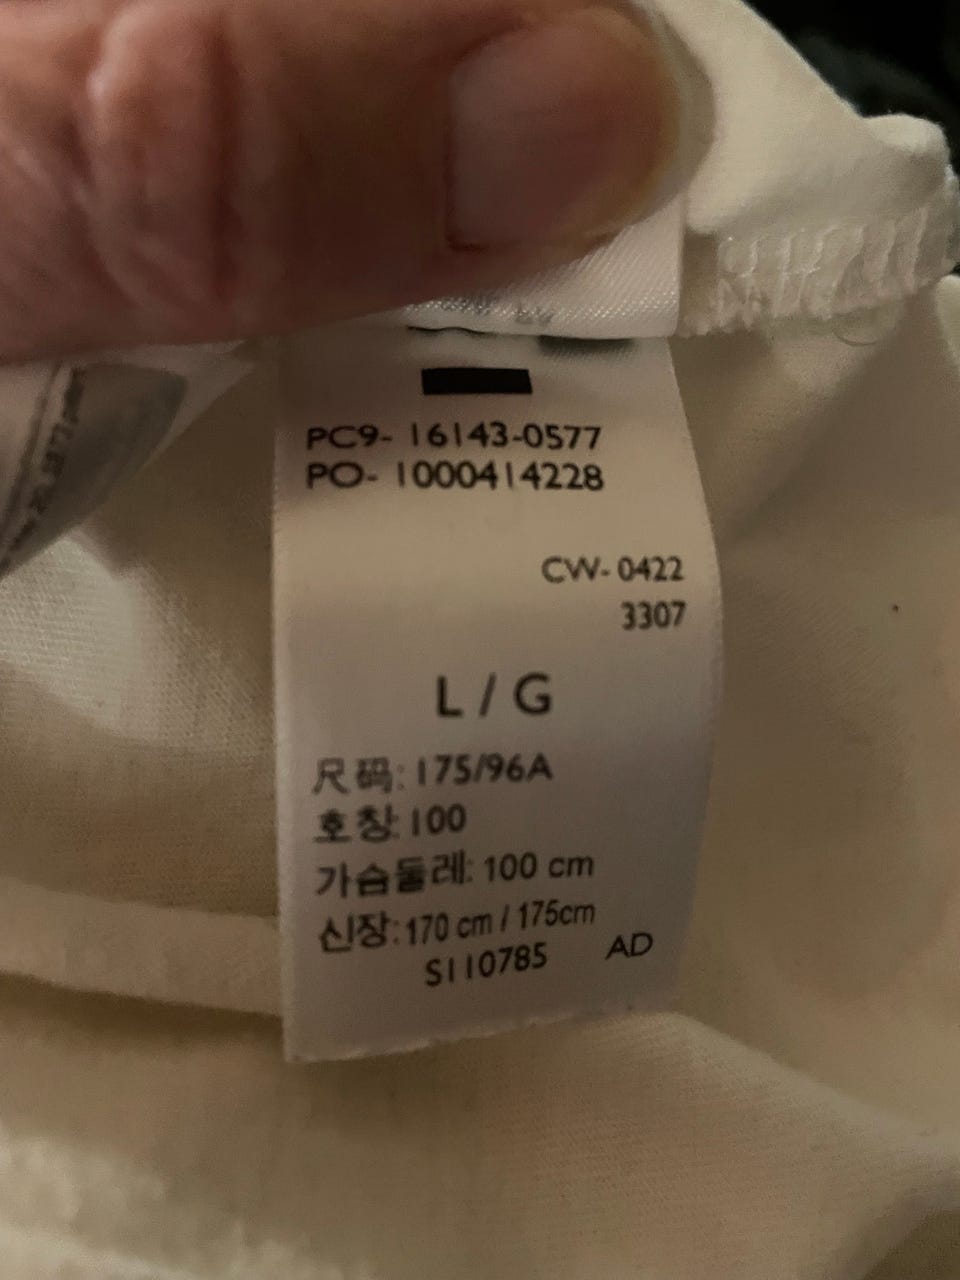 PC9-16143-0577
PO-1000414228
CW-0422
3307
L / G
尺码: 175/96A
호칭: 100
가슴둘레: 100 cm
신장: 170 cm / 175cm
S110785 AD